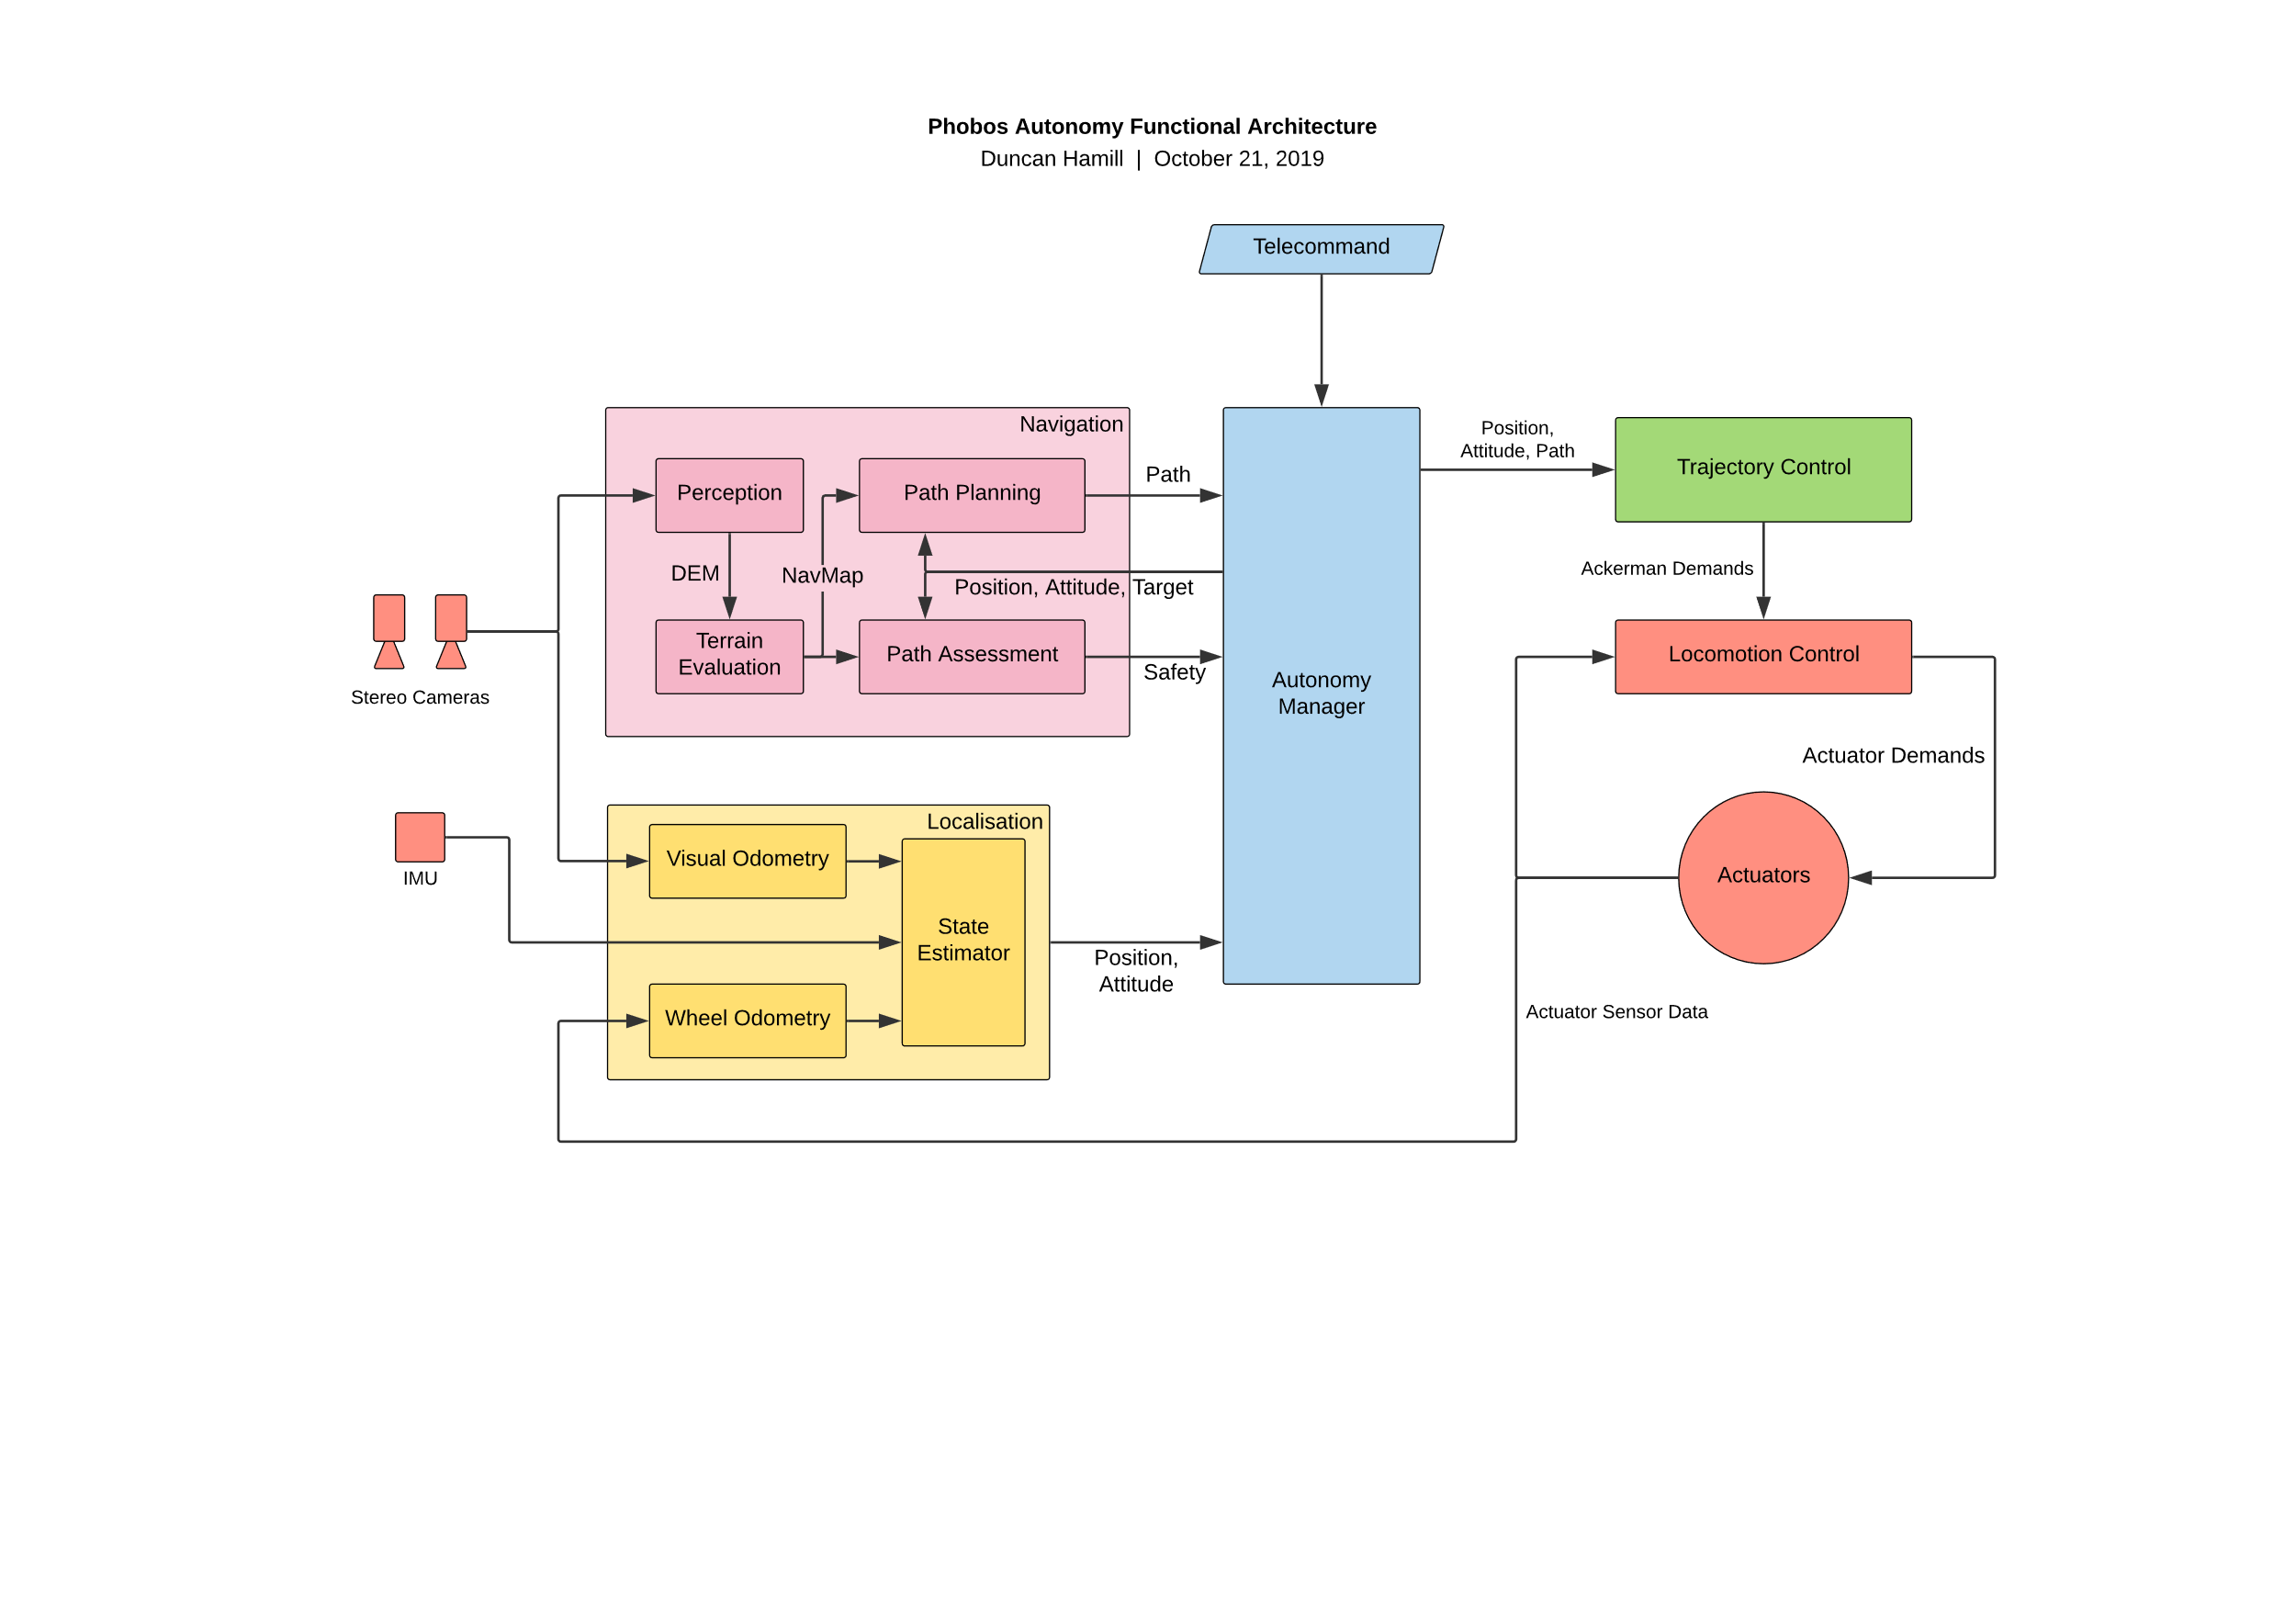 Phobos Autonomy Functional Architecture
Duncan Hamill | October 21, 2019
Telecommand
Navigation
Perception
Path Planning
Path
Position,
Attitude, Path
Trajectory Control
DEM
NavMap
Position, Attitude, Target
Ackerman Demands
Terrain
Evaluation
Path Assessment
Safety
Autonomy
Manager
Locomotion Control
Stereo Cameras
Actuator Demands
IMU
Localisation
Visual Odometry
State
Estimator
Wheel Odometry
Position,
Attitude
Actuators
Actuator Sensor Data